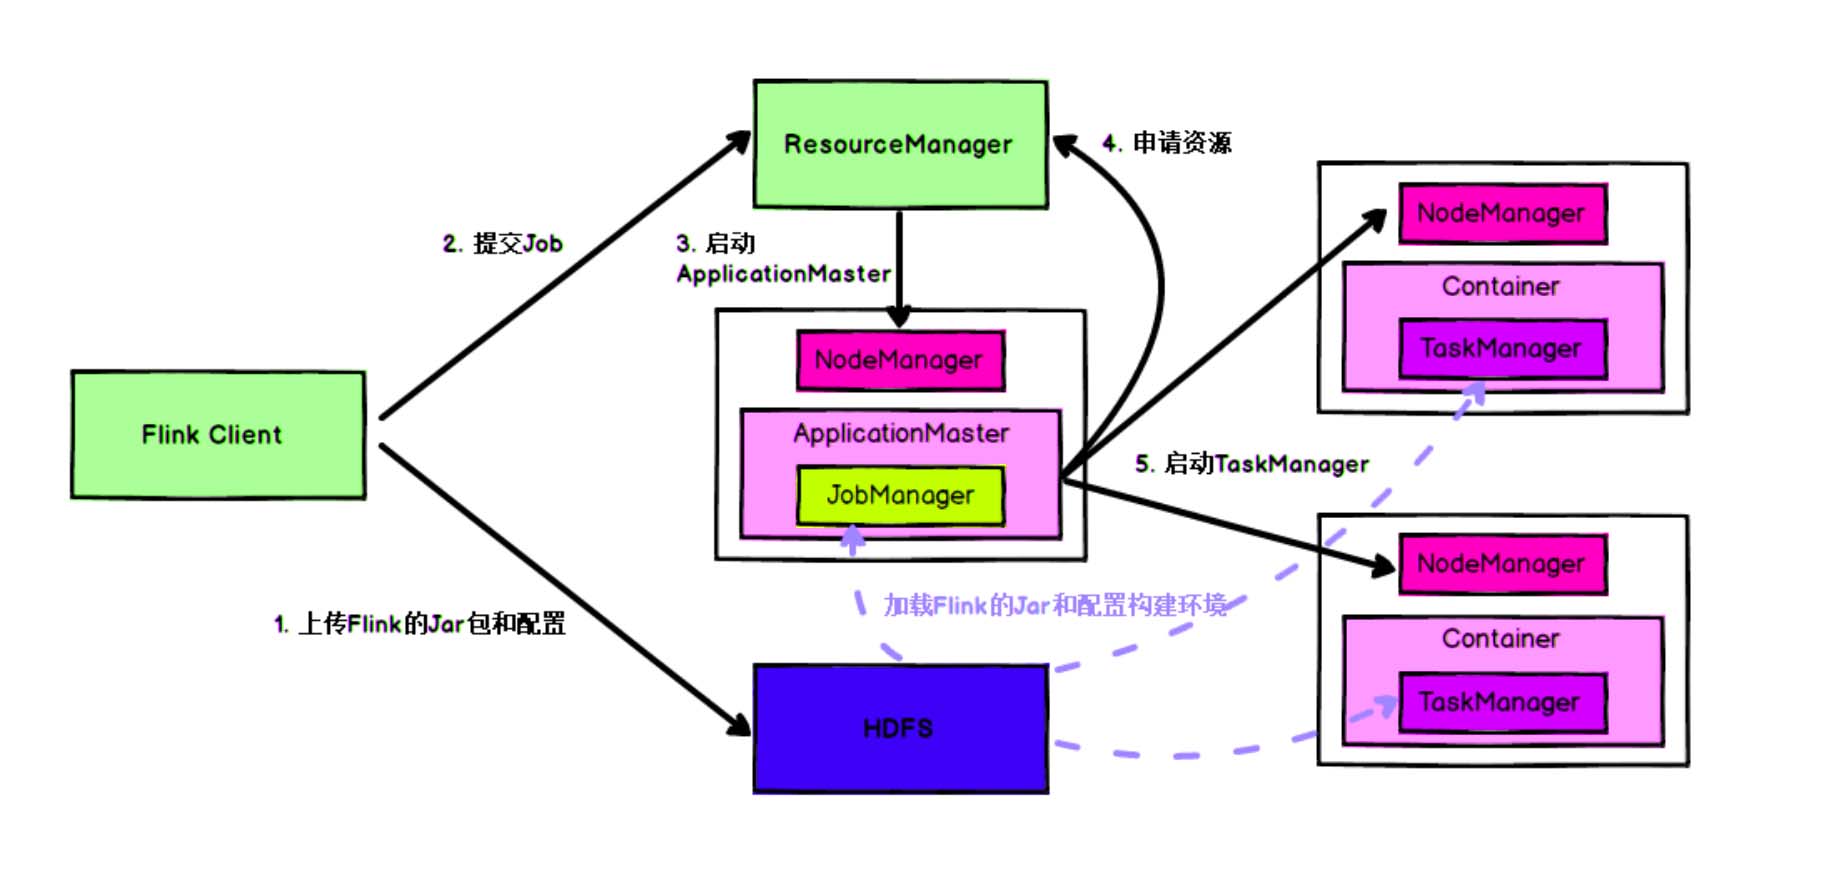 ResourceManager
4. 申请资源
NodeManager
Container
TaskManager
2. 提交Job
3. 启动
ApplicationMaster
NodeManager
ApplicationMaster
JobManager
Flink Client
5. 启动TaskManager
NodeManager
Container
TaskManager
加载Flink的Jar和配置构建环境
1. 上传Flink的Jar包和配置
HDFS